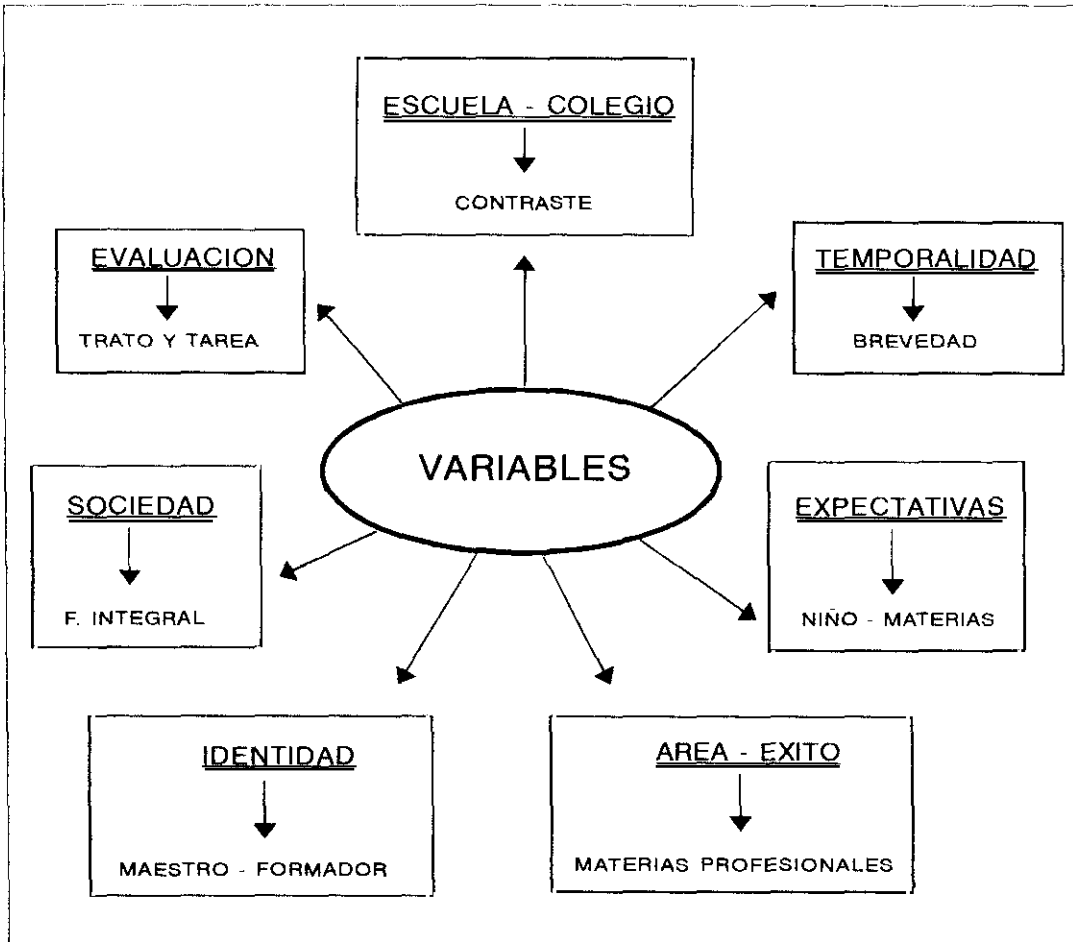 ESCUELA - COLEGIO
CONTRASTE
EVALUACION
TRATO Y TAREA
TEMPORALIDAD
BREVEDAD
VARIABLES
SOCIEDAD
F. INTEGRAL
EXPECTATIVAS
NIÑO - MATERIAS
IDENTIDAD
MAESTRO - FORMADOR
AREA - EXITO
MATERIAS PROFESIONALES